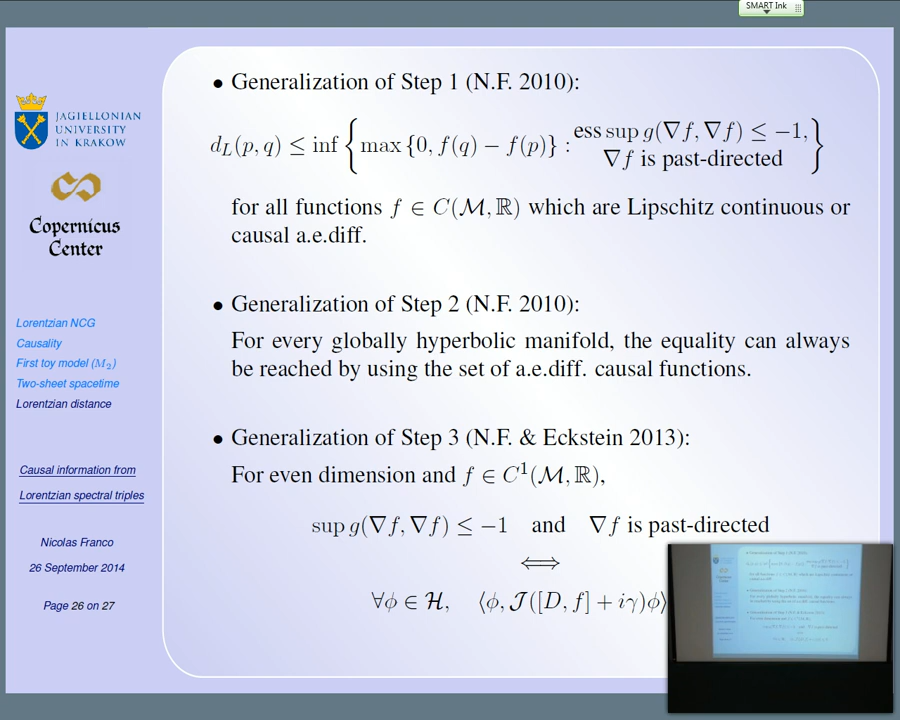 SMART Ink
JAGIELLONIAN
UNIVERSITY
IN KRAKOW
Copernicus
Center
Lorentzian NCG
Causality
First toy model (M₂)
Two-sheet spacetime
Lorentzian distance
Causal information from
Lorentzian spectral triples
Nicolas Franco
26 September 2014
Page 26 on 27
• Generalization of Step 1 (N.F. 2010):
d_L(p, q) ≤ inf { max {0, f(q) − f(p)} : ess sup g(∇f, ∇f) ≤ −1,
∇f is past-directed }
for all functions f ∈ C(ℳ, ℝ) which are Lipschitz continuous or
causal a.e.diff.
• Generalization of Step 2 (N.F. 2010):
For every globally hyperbolic manifold, the equality can always
be reached by using the set of a.e.diff. causal functions.
• Generalization of Step 3 (N.F. & Eckstein 2013):
For even dimension and f ∈ C¹(ℳ, ℝ),
sup g(∇f, ∇f) ≤ −1 and ∇f is past-directed
⟺
∀ϕ ∈ ℋ, ⟨ϕ, 𝒥([D, f] + iγ)ϕ⟩